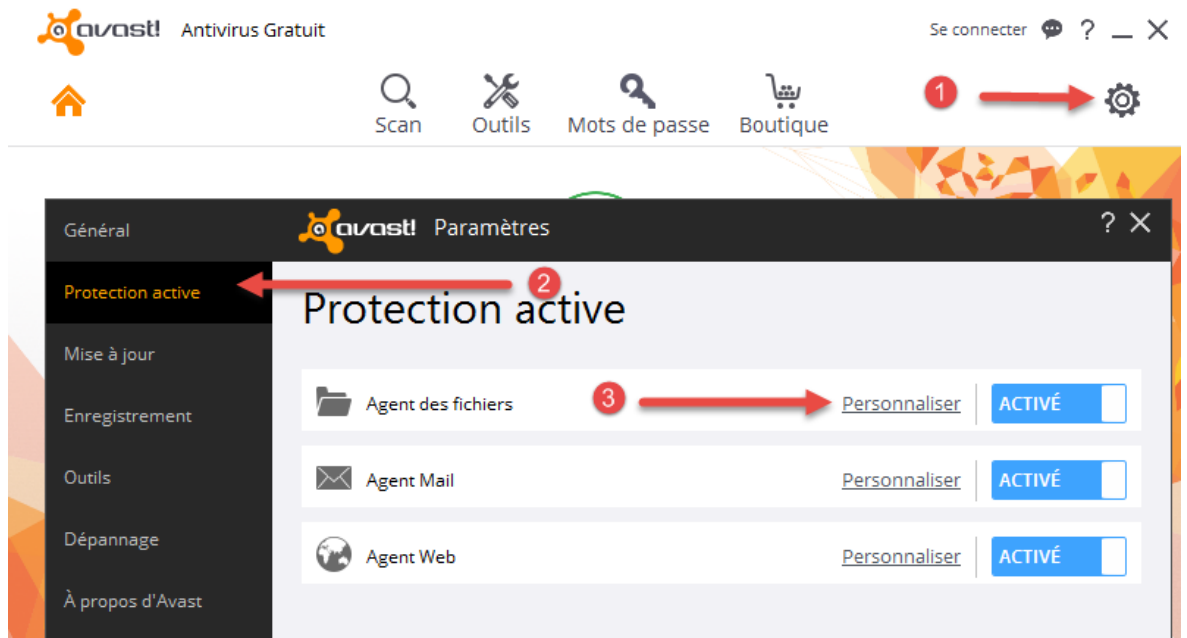 avast! Antivirus Gratuit
Se connecter ?
Scan
Outils
Mots de passe
Boutique
1
Général
Protection active
Mise à jour
Enregistrement
Outils
Dépannage
À propos d'Avast
avast! Paramètres
?
2
Protection active
Agent des fichiers
3
Personnaliser
ACTIVÉ
Agent Mail
Personnaliser
ACTIVÉ
Agent Web
Personnaliser
ACTIVÉ